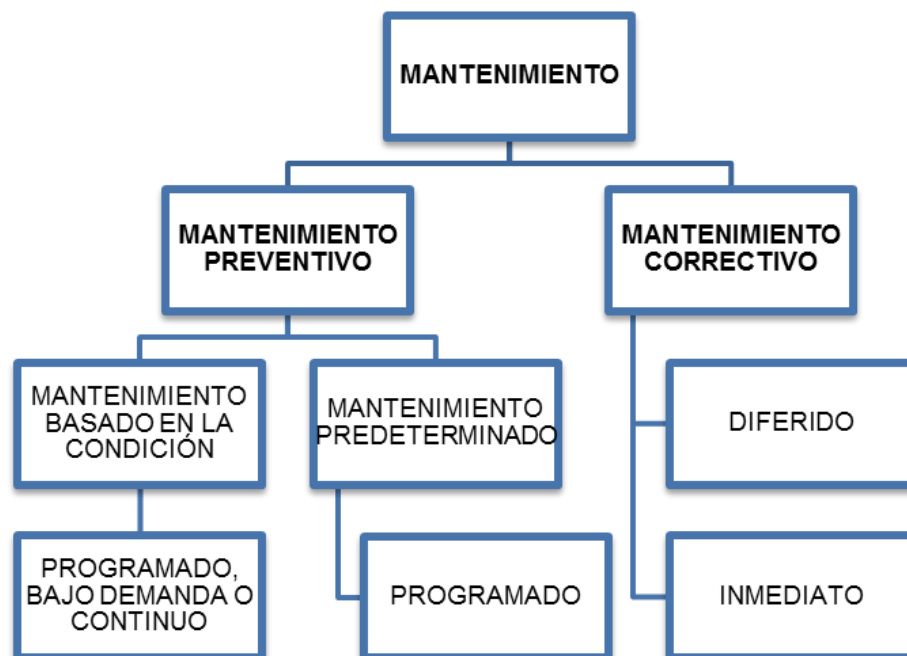 MANTENIMIENTO
MANTENIMIENTO
PREVENTIVO
MANTENIMIENTO
CORRECTIVO
MANTENIMIENTO
BASADO EN LA
CONDICIÓN
MANTENIMIENTO
PREDETERMINADO
DIFERIDO
PROGRAMADO,
BAJO DEMANDA O
CONTINUO
PROGRAMADO
INMEDIATO